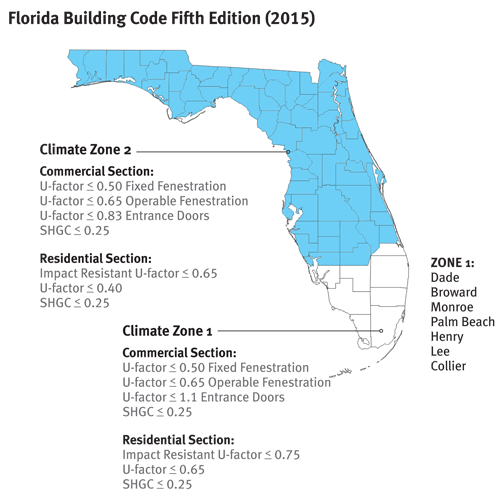 Florida Building Code Fifth Edition (2015)
Climate Zone 2
Commercial Section:
U-factor ≤ 0.50 Fixed Fenestration
U-factor ≤ 0.65 Operable Fenestration
U-factor ≤ 0.83 Entrance Doors
SHGC ≤ 0.25
Residential Section:
Impact Resistant U-factor ≤ 0.65
U-factor ≤ 0.40
SHGC ≤ 0.25
Climate Zone 1
Commercial Section:
U-factor ≤ 0.50 Fixed Fenestration
U-factor ≤ 0.65 Operable Fenestration
U-factor ≤ 1.1 Entrance Doors
SHGC ≤ 0.25
Residential Section:
Impact Resistant U-factor ≤ 0.75
U-factor ≤ 0.65
SHGC ≤ 0.25
ZONE 1:
Dade
Broward
Monroe
Palm Beach
Henry
Lee
Collier